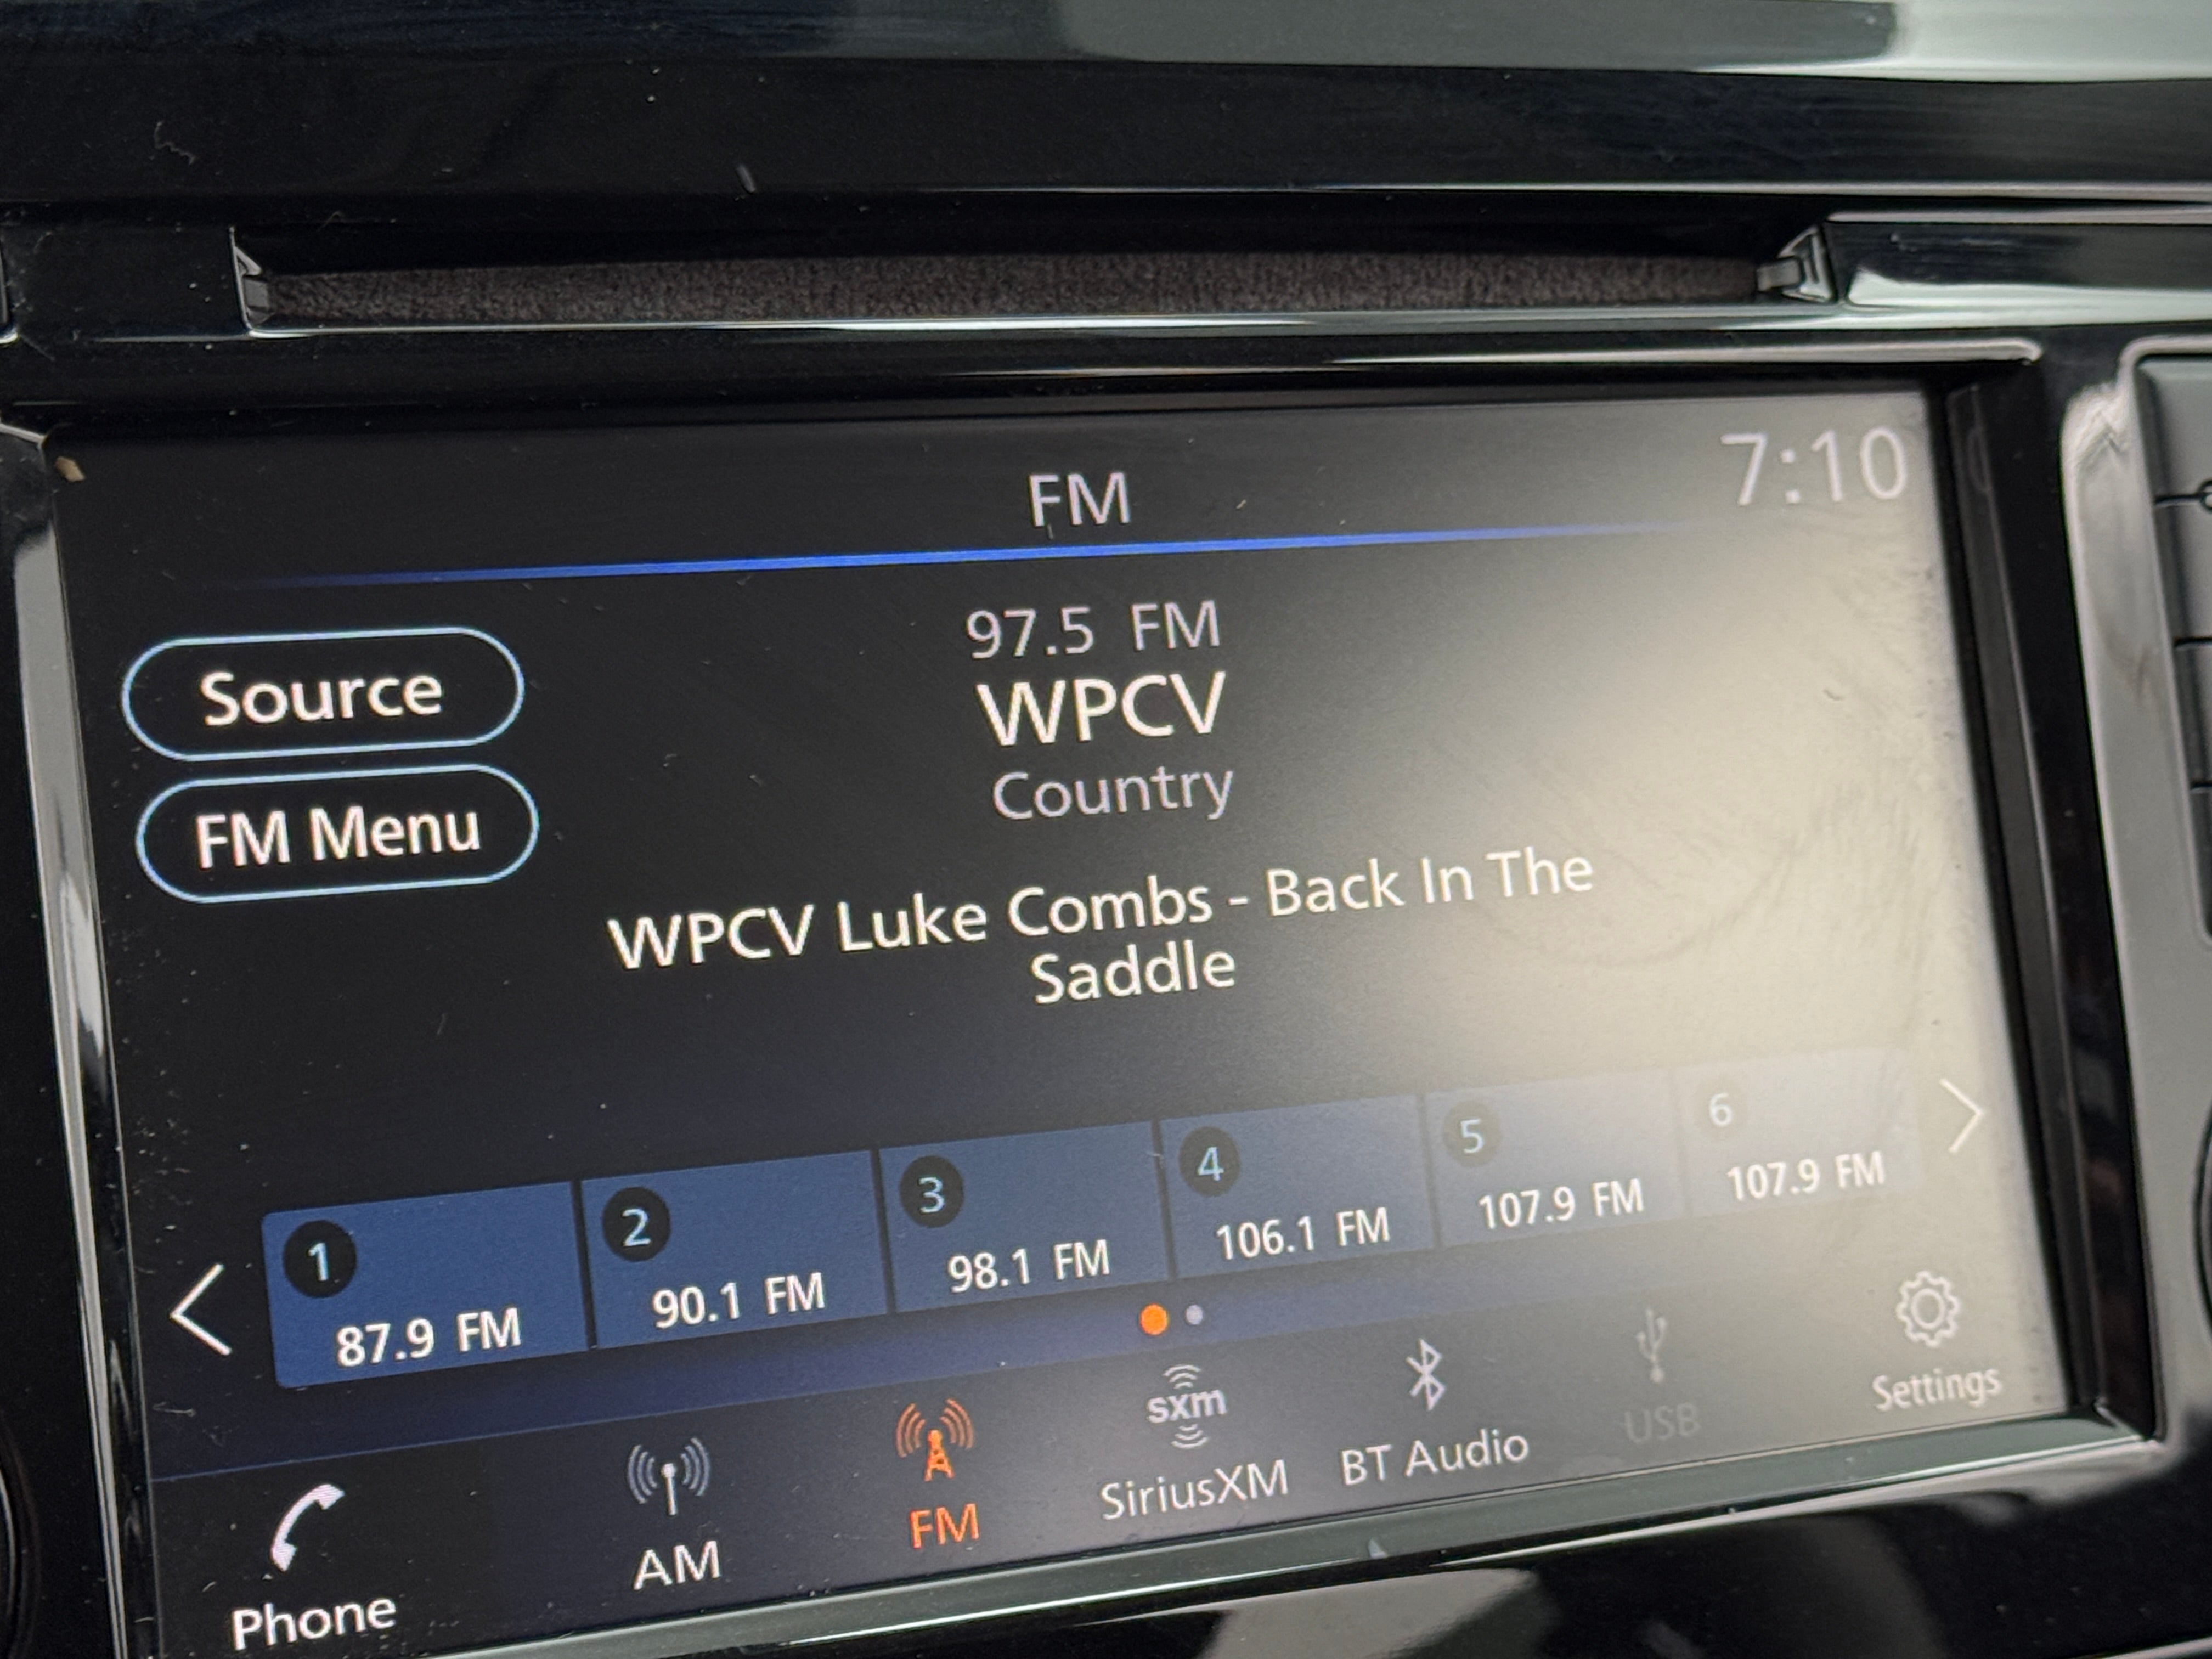 FM
7:10
97.5 FM
WPCV
Country
Source
FM Menu
WPCV Luke Combs - Back In The
Saddle
1
87.9 FM
2
90.1 FM
3
98.1 FM
4
106.1 FM
5
107.9 FM
6
107.9 FM
Phone
AM
FM
sxm
SiriusXM
BT Audio
USB
Settings